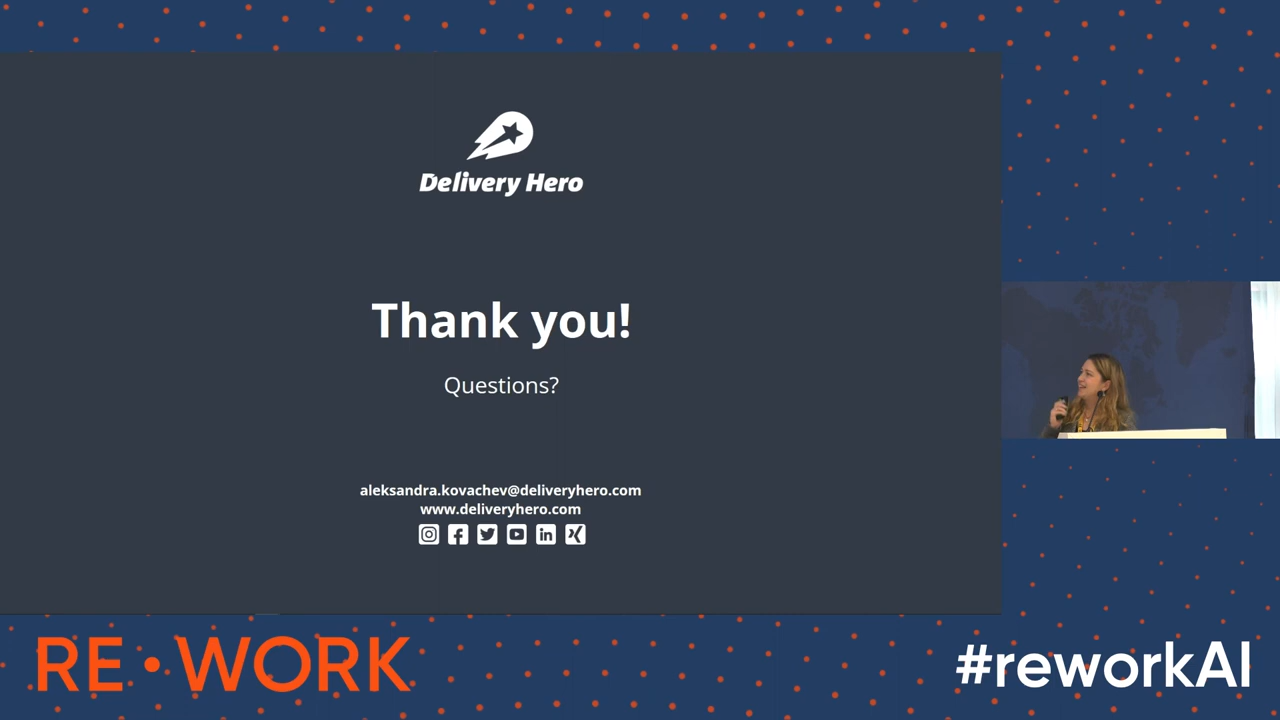 Delivery Hero
Thank you!
Questions?
aleksandra.kovachev@deliveryhero.com
www.deliveryhero.com
RE•WORK
#reworkAI